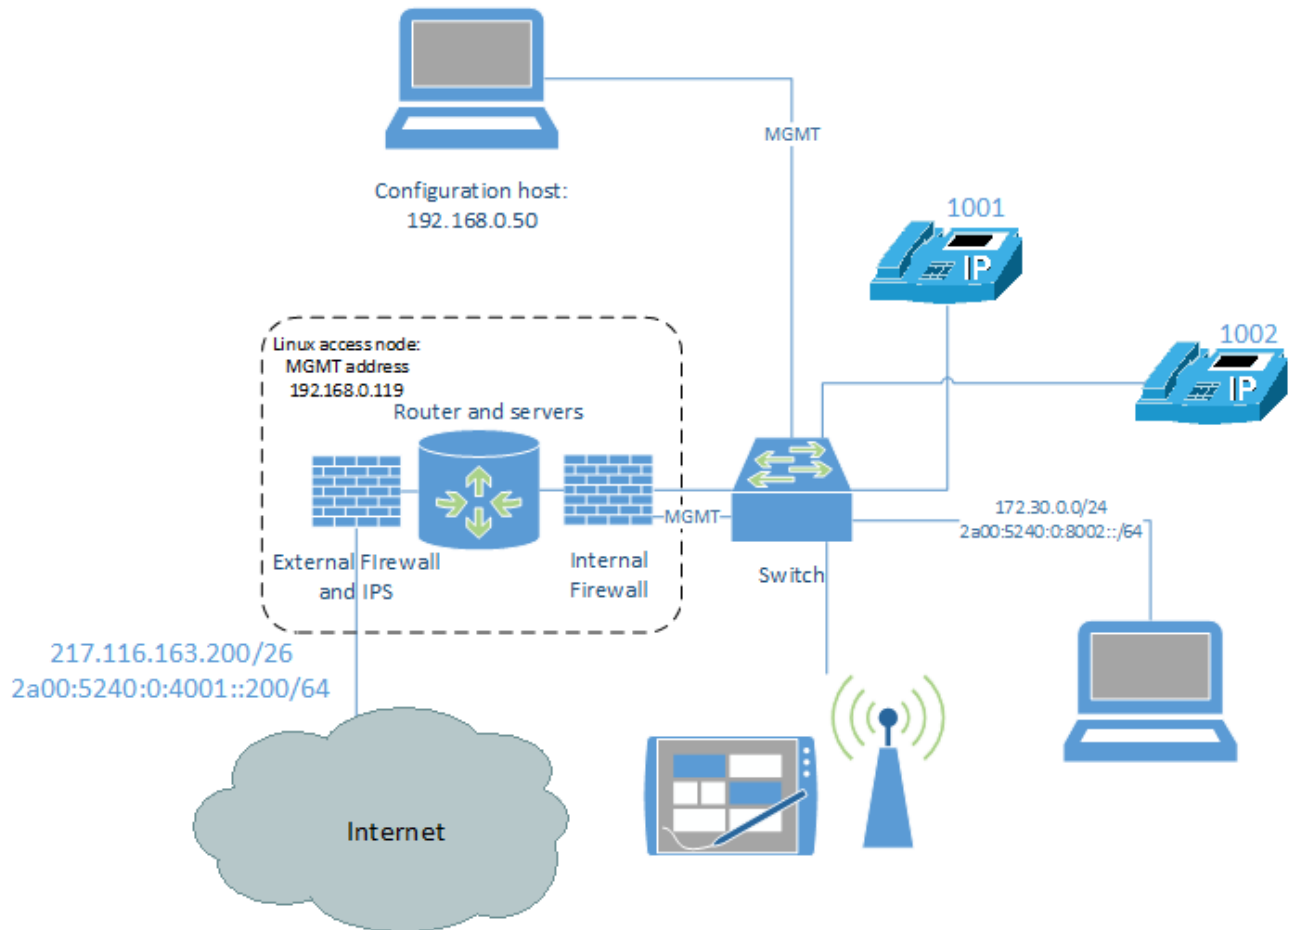 MGMT
Configuration host:
192.168.0.50
1001
IP
1002
IP
Linux access node:
MGMT address
192.168.0.119
Router and servers
MGMT
172.30.0.0/24
2a00:5240:0:8002::/64
External FIrewall
and IPS
Internal
Firewall
Switch
217.116.163.200/26
2a00:5240:0:4001::200/64
Internet